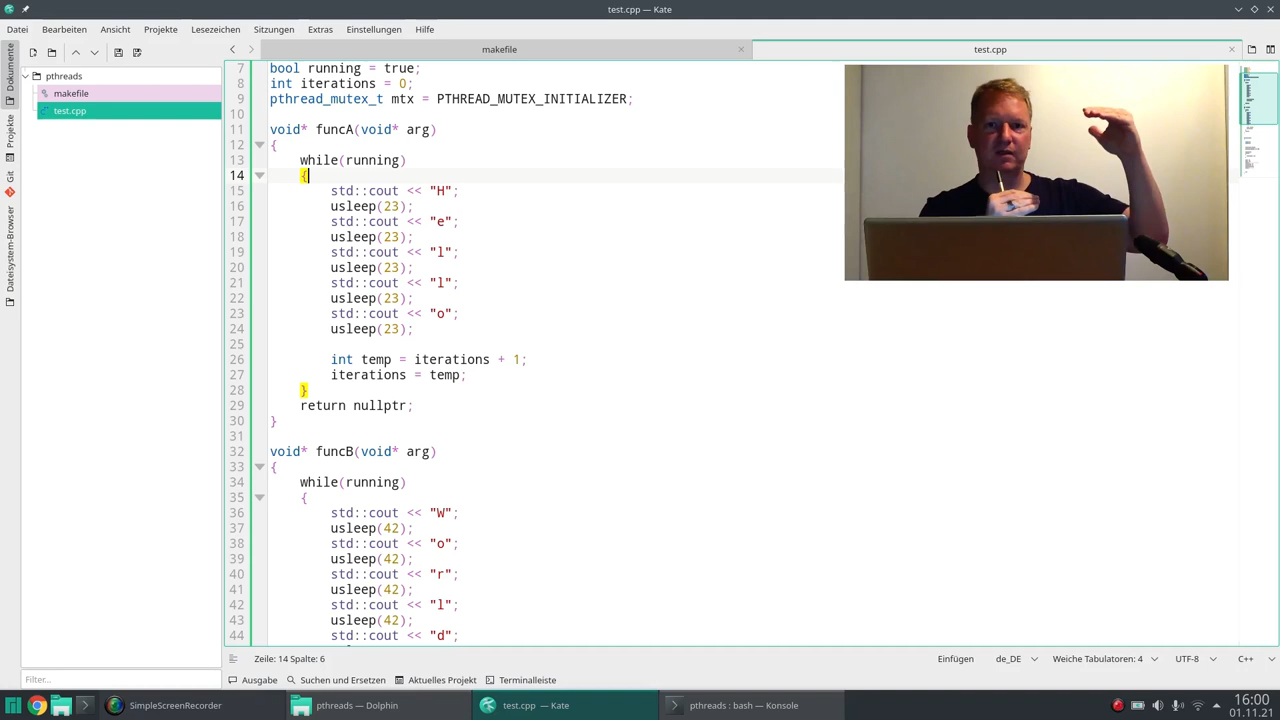 test.cpp — Kate
Datei Bearbeiten Ansicht Projekte Lesezeichen Sitzungen Extras Einstellungen Hilfe
makefile
test.cpp
Dokumente
Projekte
Git
Dateisystem-Browser
pthreads
makefile
test.cpp
7 bool running = true;
8 int iterations = 0;
9 pthread_mutex_t mtx = PTHREAD_MUTEX_INITIALIZER;
10
11 void* funcA(void* arg)
12 {
13 while(running)
14 {
15 std::cout << "H";
16 usleep(23);
17 std::cout << "e";
18 usleep(23);
19 std::cout << "l";
20 usleep(23);
21 std::cout << "l";
22 usleep(23);
23 std::cout << "o";
24 usleep(23);
25
26 int temp = iterations + 1;
27 iterations = temp;
28 }
29 return nullptr;
30 }
31
32 void* funcB(void* arg)
33 {
34 while(running)
35 {
36 std::cout << "W";
37 usleep(42);
38 std::cout << "o";
39 usleep(42);
40 std::cout << "r";
41 usleep(42);
42 std::cout << "l";
43 usleep(42);
44 std::cout << "d";
Zeile: 14 Spalte: 6
Einfügen de_DE Weiche Tabulatoren: 4 UTF-8 C++
Filter...
Ausgabe Suchen und Ersetzen Aktuelles Projekt Terminalleiste
SimpleScreenRecorder
pthreads — Dolphin
test.cpp — Kate
pthreads : bash — Konsole
16:00
01.11.21